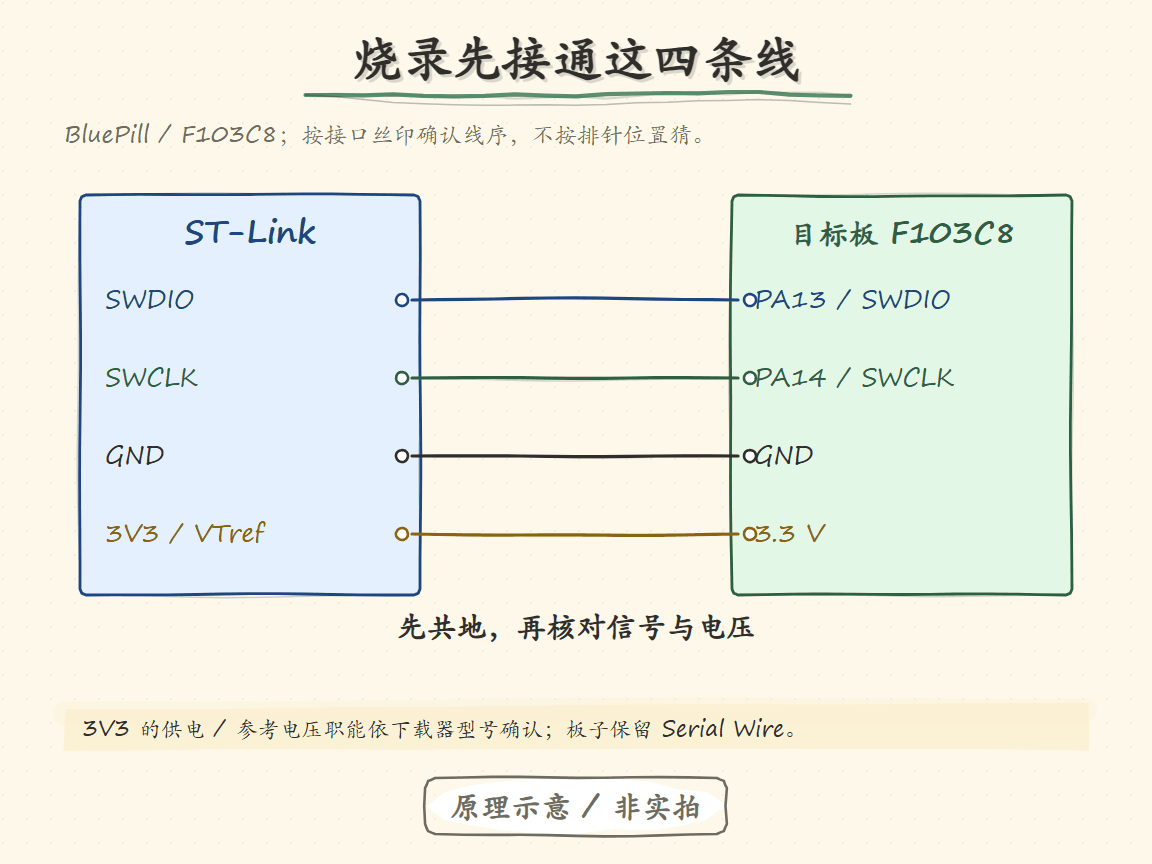 烧录先接通这四条线
BluePill / F103C8；按接口丝印确认线序，不按排针位置猜。
ST-Link
目标板 F103C8
SWDIO
PA13 / SWDIO
SWCLK
PA14 / SWCLK
GND
GND
3V3 / VTref
3.3 V
先共地，再核对信号与电压
3V3 的供电 / 参考电压职能依下载器型号确认；板子保留 Serial Wire。
原理示意 / 非实拍